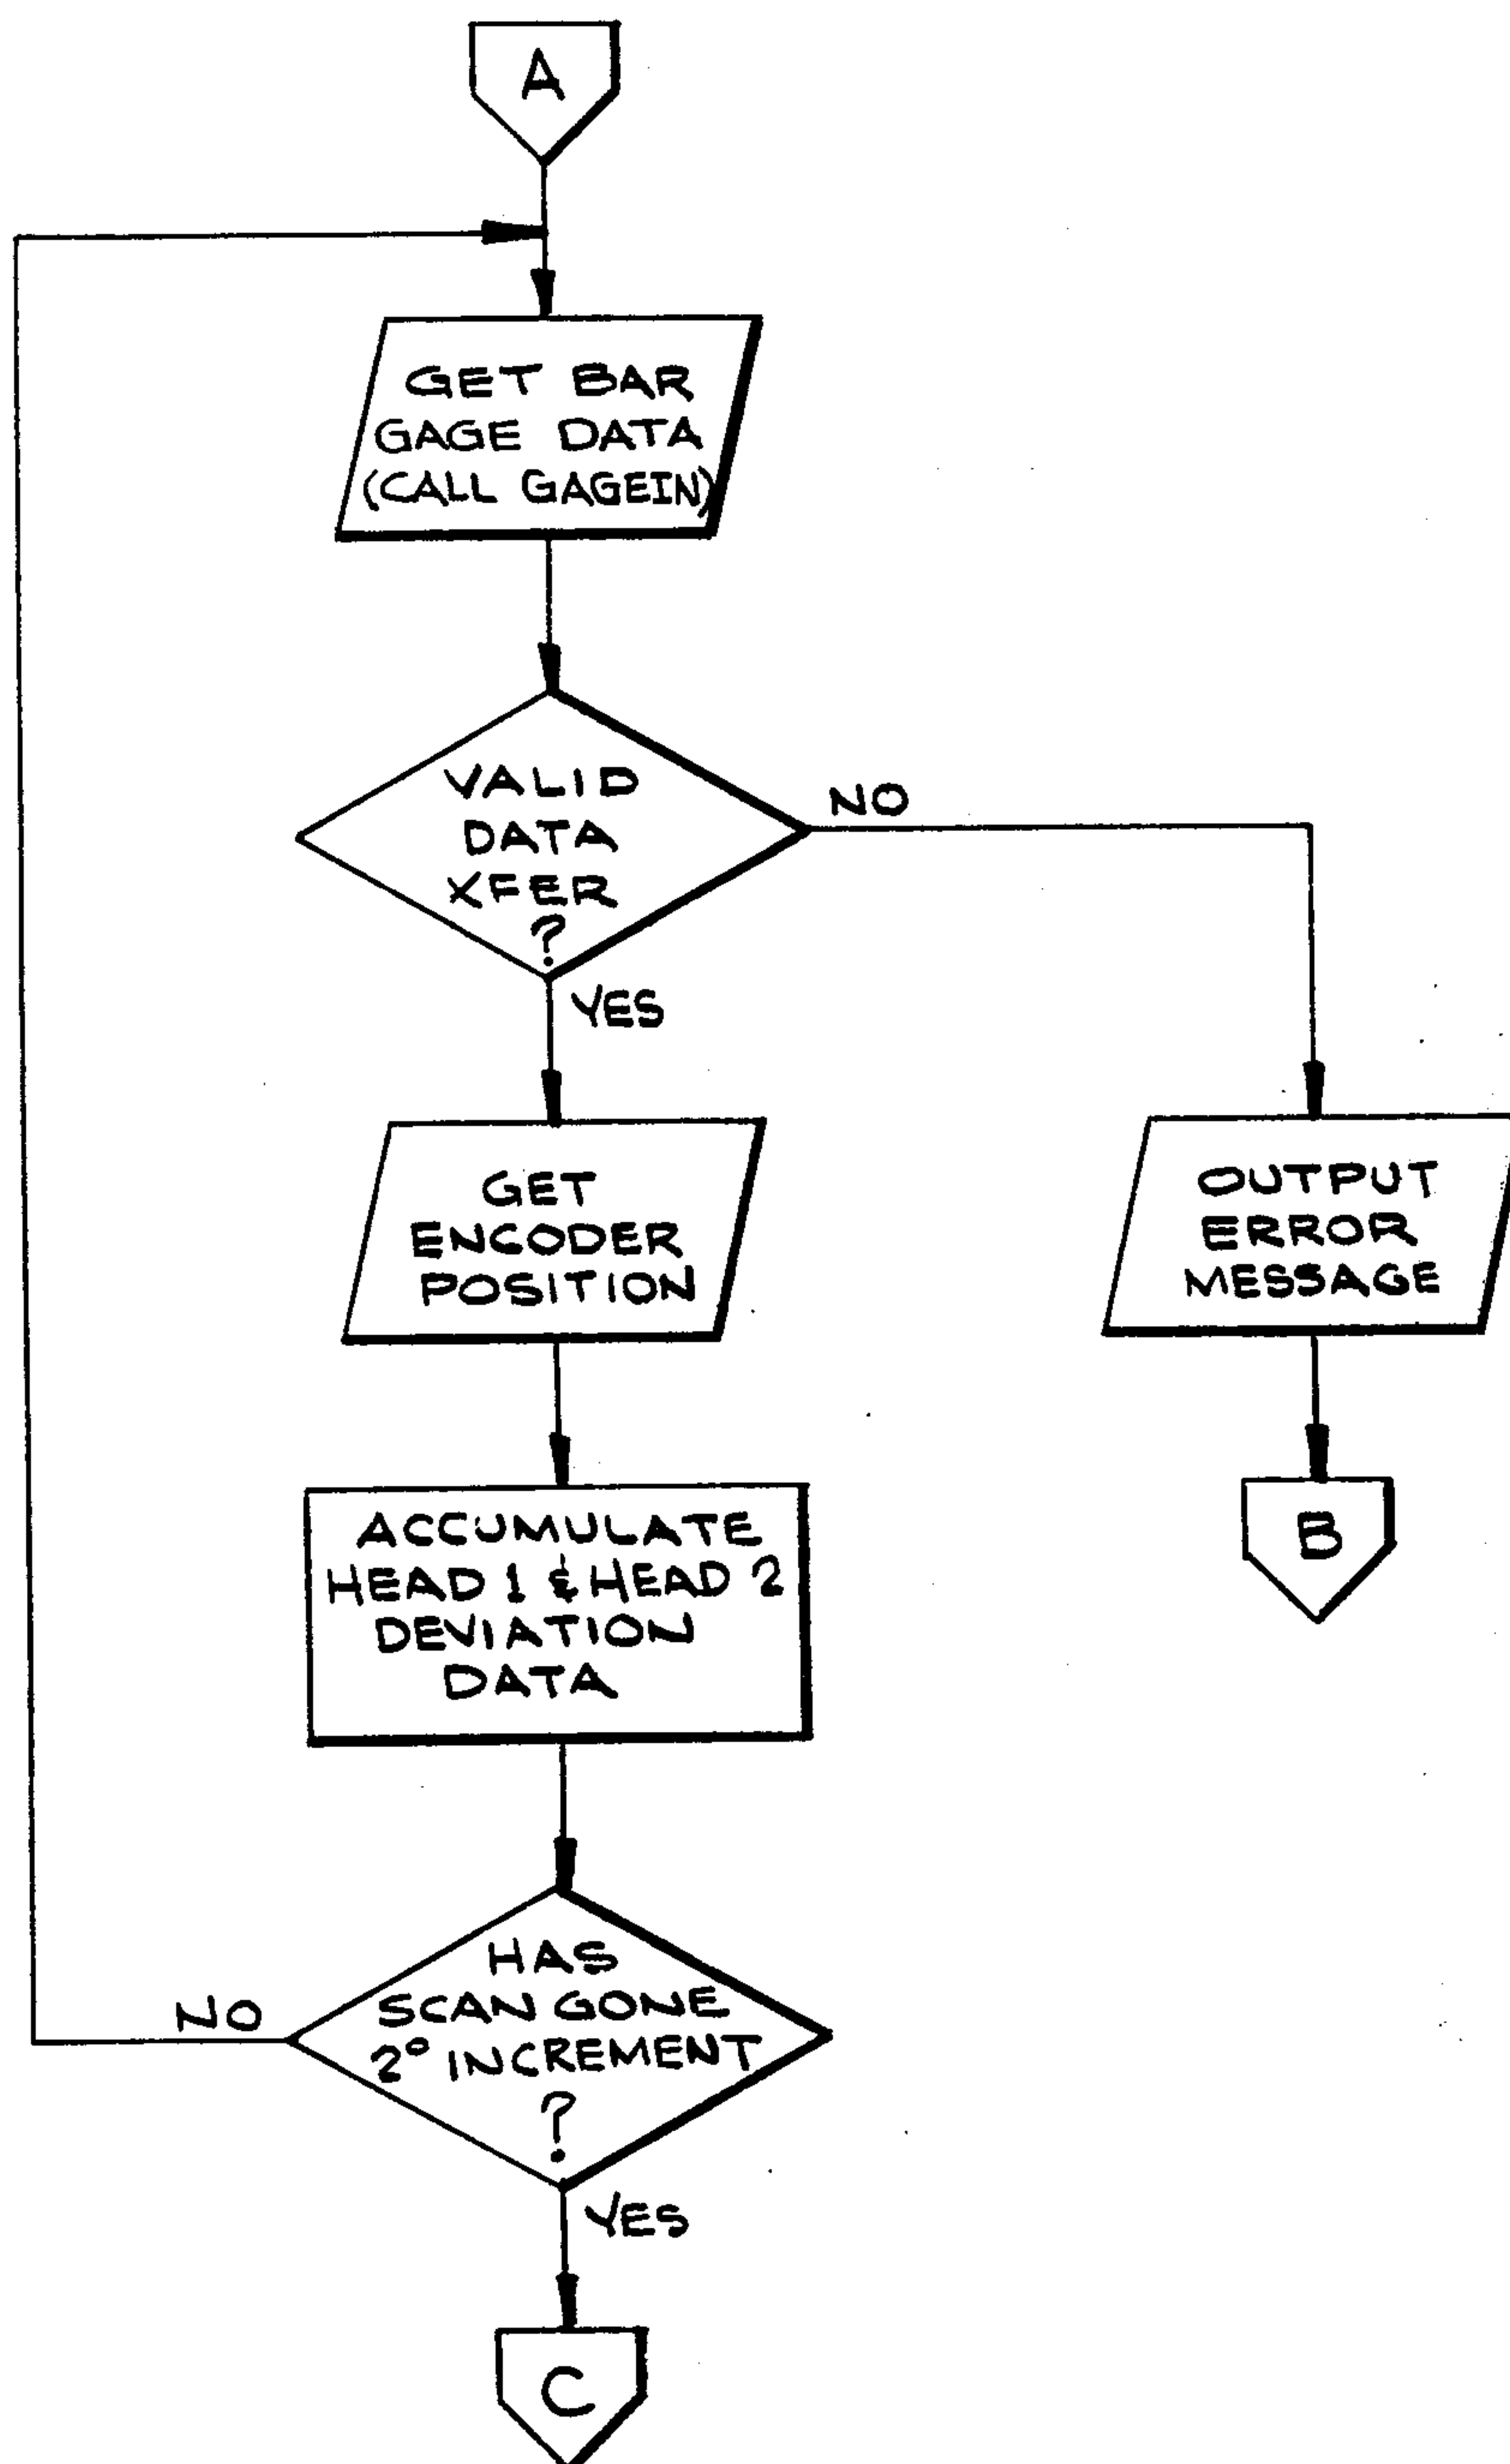 A
GET BAR
GAGE DATA
(CALL GAGEIN)
VALID
DATA
XFER
?
NO
YES
GET
ENCODER
POSITION
OUTPUT
ERROR
MESSAGE
ACCUMULATE
HEAD 1 & HEAD 2
DEVIATION
DATA
B
HAS
SCAN GONE
2° INCREMENT
?
NO
YES
C